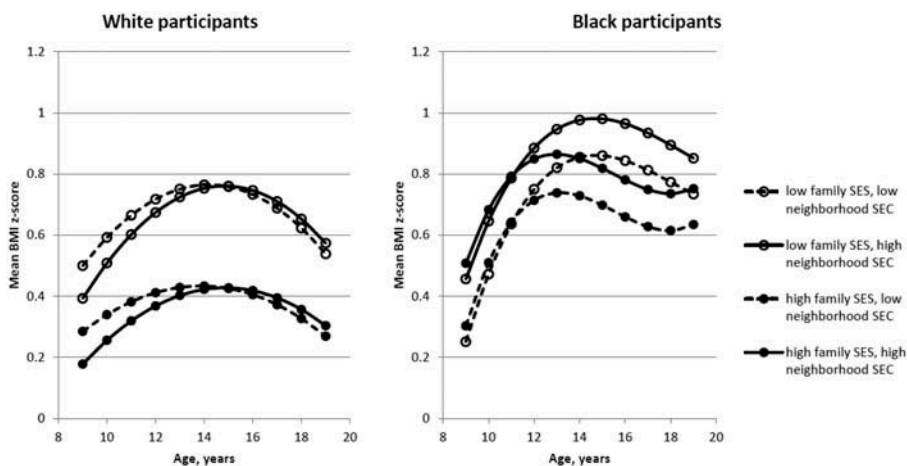 White participants
Black participants
Mean BMI z-score
1.2
1
0.8
0.6
0.4
0.2
0
8
10
12
14
16
18
20
Age, years
Mean BMI z-score
1.2
1
0.8
0.6
0.4
0.2
0
8
10
12
14
16
18
20
Age, years
low family SES, low
neighborhood SEC
low family SES, high
neighborhood SEC
high family SES, low
neighborhood SEC
high family SES, high
neighborhood SEC